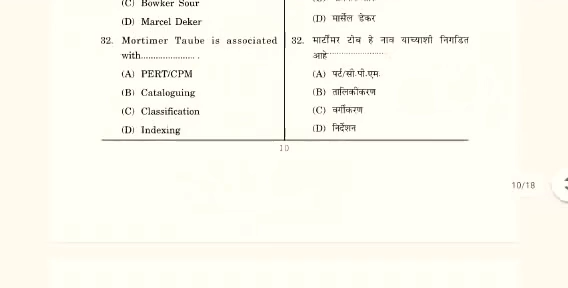 (C) Bowker Sour
(D) Marcel Deker
32. Mortimer Taube is associated
with..................... .
(A) PERT/CPM
(B) Cataloguing
(C) Classification
(D) Indexing
(D) मार्सेल डेकर
32. मार्टीमर टोब हे नाव याच्याशी निगडित
आहे.....................
(A) पर्ट/सी.पी.एम.
(B) तालिकीकरण
(C) वर्गीकरण
(D) निर्देशन
10
10/18